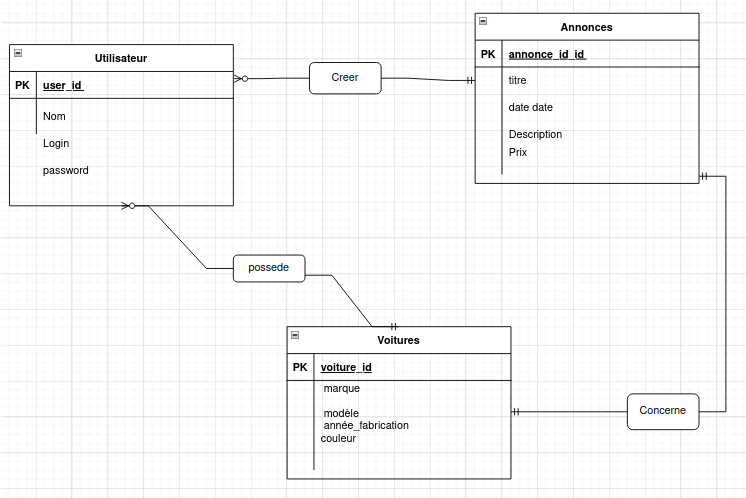 Utilisateur
PK user_id
Nom
Login
password
Creer
Annonces
PK annonce_id_id
titre
date date
Description
Prix
possede
Voitures
PK voiture_id
marque
modèle
année_fabrication
couleur
Concerne